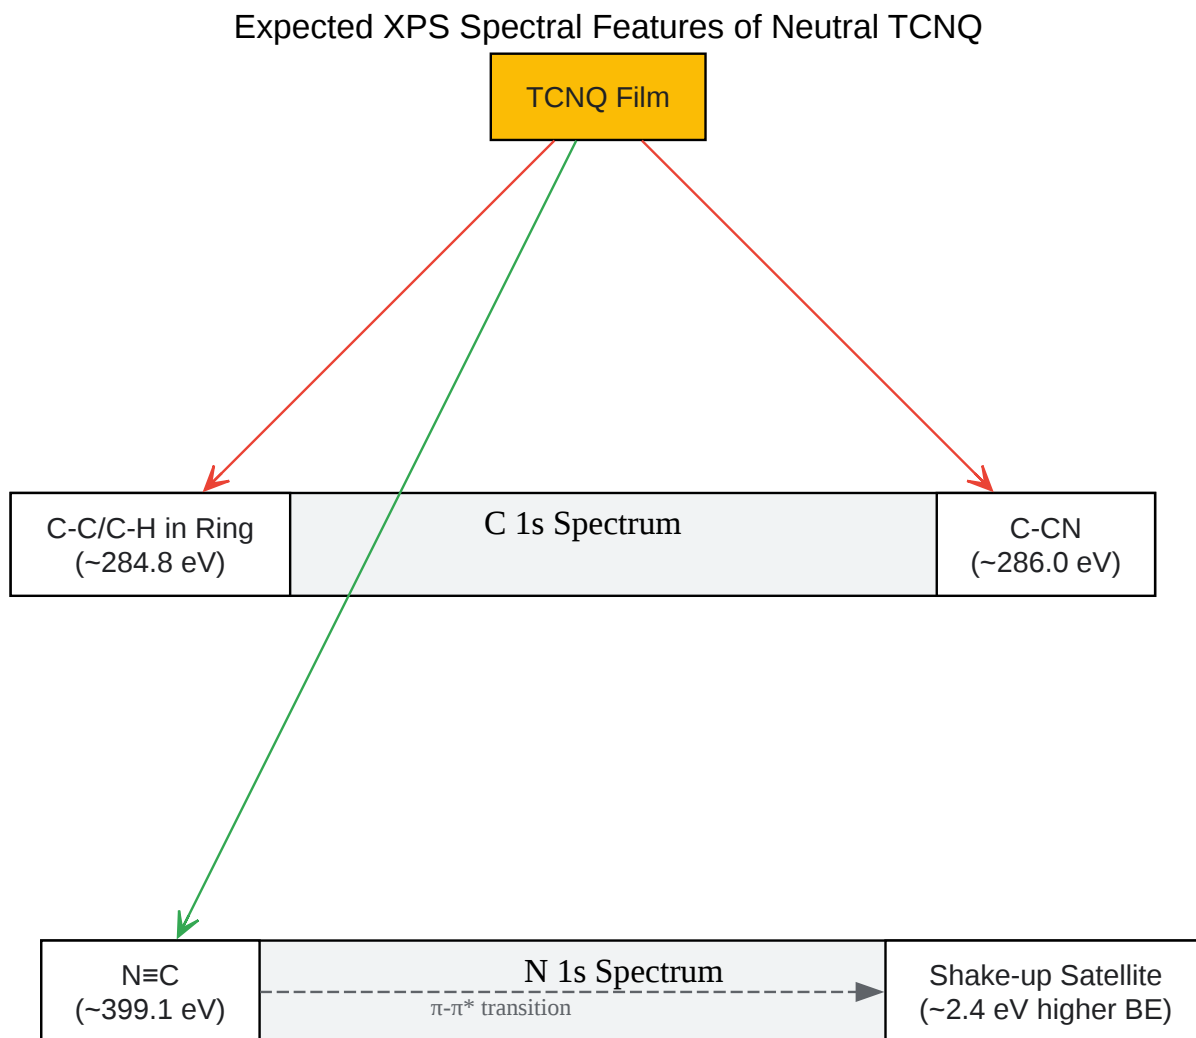 Expected XPS Spectral Features of Neutral TCNQ
TCNQ Film
C-C/C-H in Ring
(~284.8 eV)
C 1s Spectrum
C-CN
(~286.0 eV)
N≡C
(~399.1 eV)
N 1s Spectrum
π-π* transition
Shake-up Satellite
(~2.4 eV higher BE)